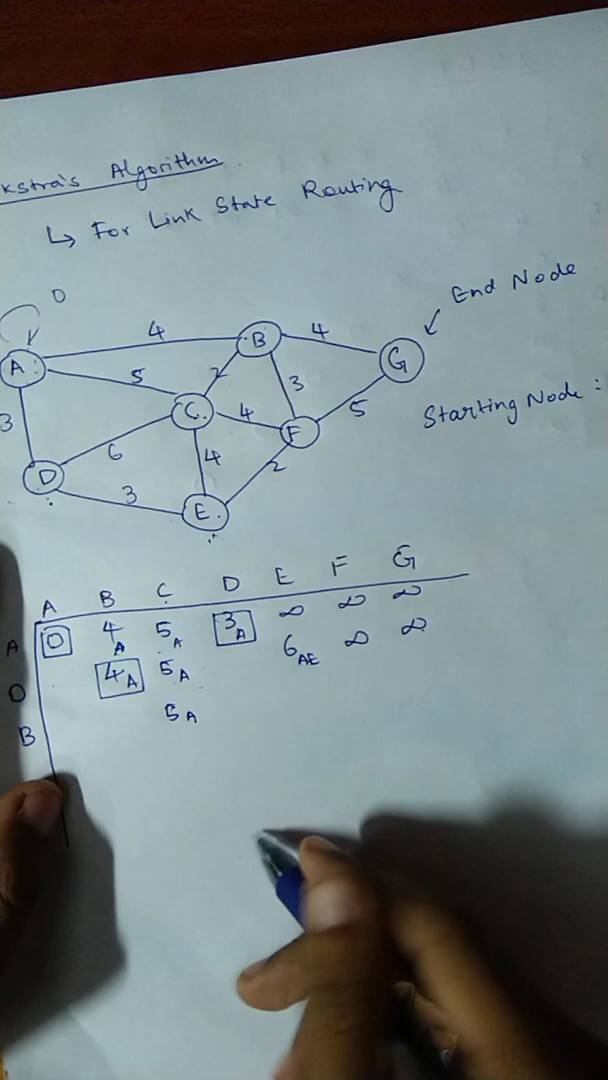 kstra's Algorithm
↳ For Link State Routing
0
End Node
A 4 B 4 G
5 2 3
Starting Node :
3 C 4 F 5
6 4 2
D 3 E
A B C D E F G
A 0 4A 5A 3A ∞ ∞ ∞
D 4A 5A 6AE ∞ ∞
B 5A